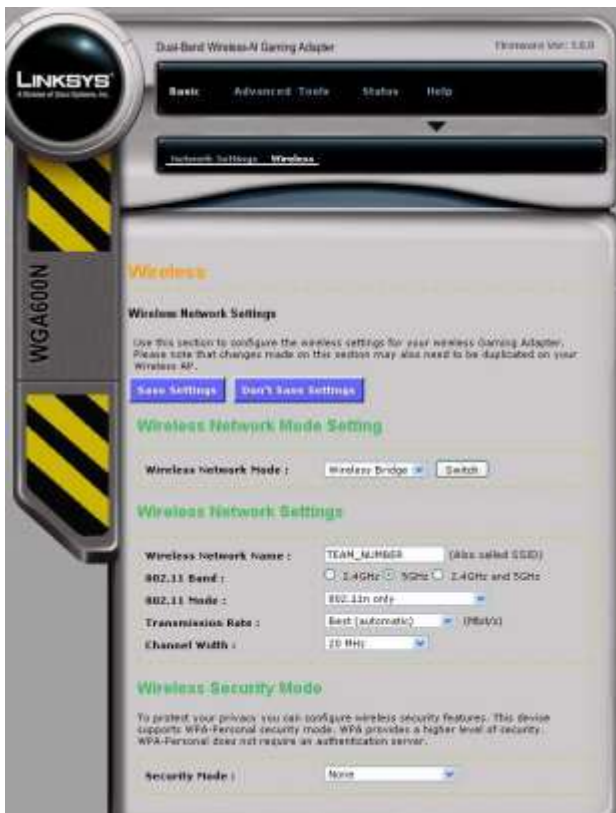 Dual-Band Wireless-N Gaming Adapter
Firmware Ver: 1.0.0
LINKSYS®
A Division of Cisco Systems, Inc.
Basic Advanced Tools Status Help
Network Settings Wireless
WGA600N
Wireless
Wireless Network Settings
Use this section to configure the wireless settings for your wireless Gaming Adapter.
Please note that changes made on this section may also need to be duplicated on your
Wireless AP.
Save Settings Don't Save Settings
Wireless Network Mode Setting
Wireless Network Mode : Wireless Bridge Switch
Wireless Network Settings
Wireless Network Name : TEAM_NUMBER (Also called SSID)
802.11 Band : 2.4GHz 5GHz 2.4GHz and 5GHz
802.11 Mode : 802.11n only
Transmission Rate : Best (automatic) (Mbit/s)
Channel Width : 20 MHz
Wireless Security Mode
To protect your privacy you can configure wireless security features. This device
supports WPA-Personal security mode. WPA provides a higher level of security.
WPA-Personal does not require an authentication server.
Security Mode : None